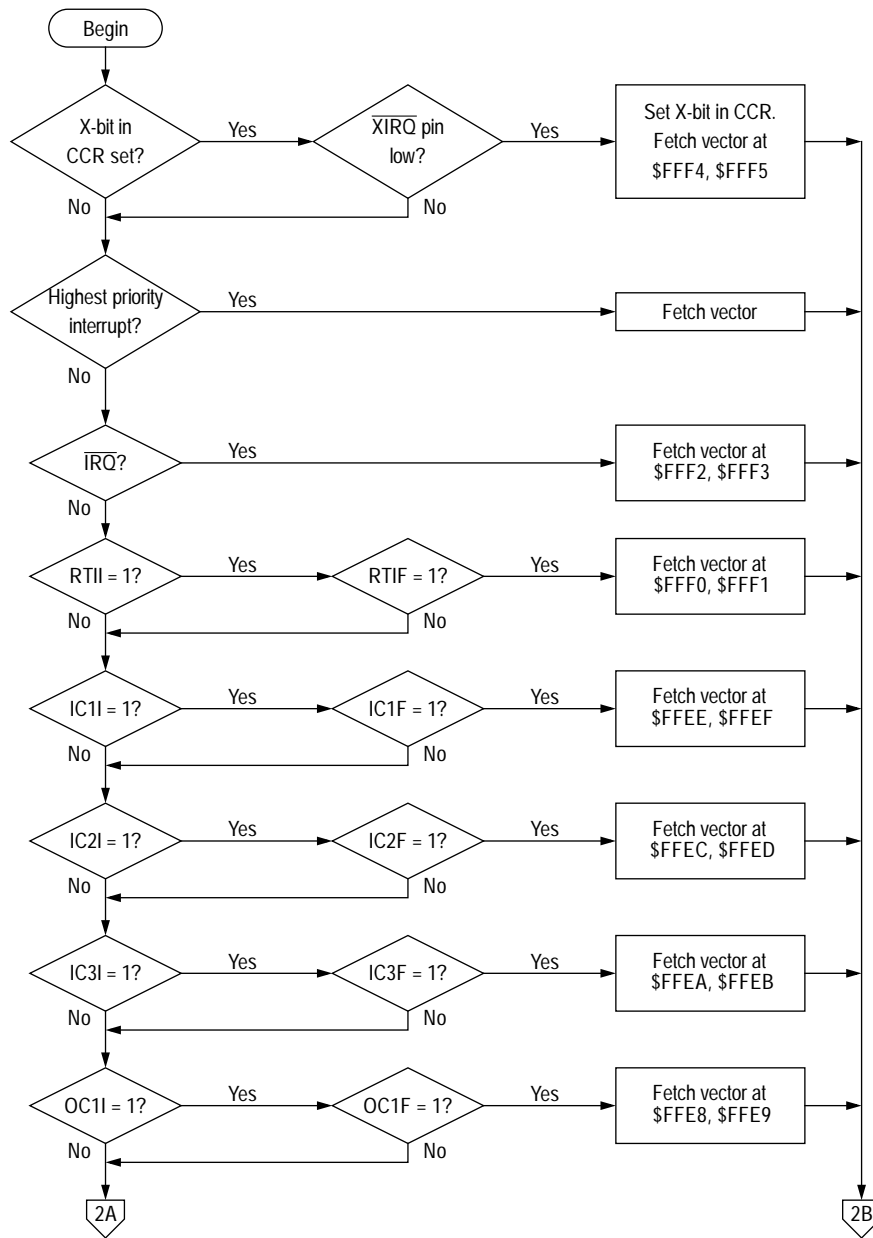 Begin
X-bit in
CCR set?
Yes
XIRQ pin
low?
Yes
Set X-bit in CCR.
Fetch vector at
$FFF4, $FFF5
No
No
Highest priority
interrupt?
Yes
Fetch vector
No
IRQ?
Yes
Fetch vector at
$FFF2, $FFF3
No
RTII = 1?
Yes
RTIF = 1?
Yes
Fetch vector at
$FFF0, $FFF1
No
No
IC1I = 1?
Yes
IC1F = 1?
Yes
Fetch vector at
$FFEE, $FFEF
No
No
IC2I = 1?
Yes
IC2F = 1?
Yes
Fetch vector at
$FFEC, $FFED
No
No
IC3I = 1?
Yes
IC3F = 1?
Yes
Fetch vector at
$FFEA, $FFEB
No
No
OC1I = 1?
Yes
OC1F = 1?
Yes
Fetch vector at
$FFE8, $FFE9
No
No
2A
2B